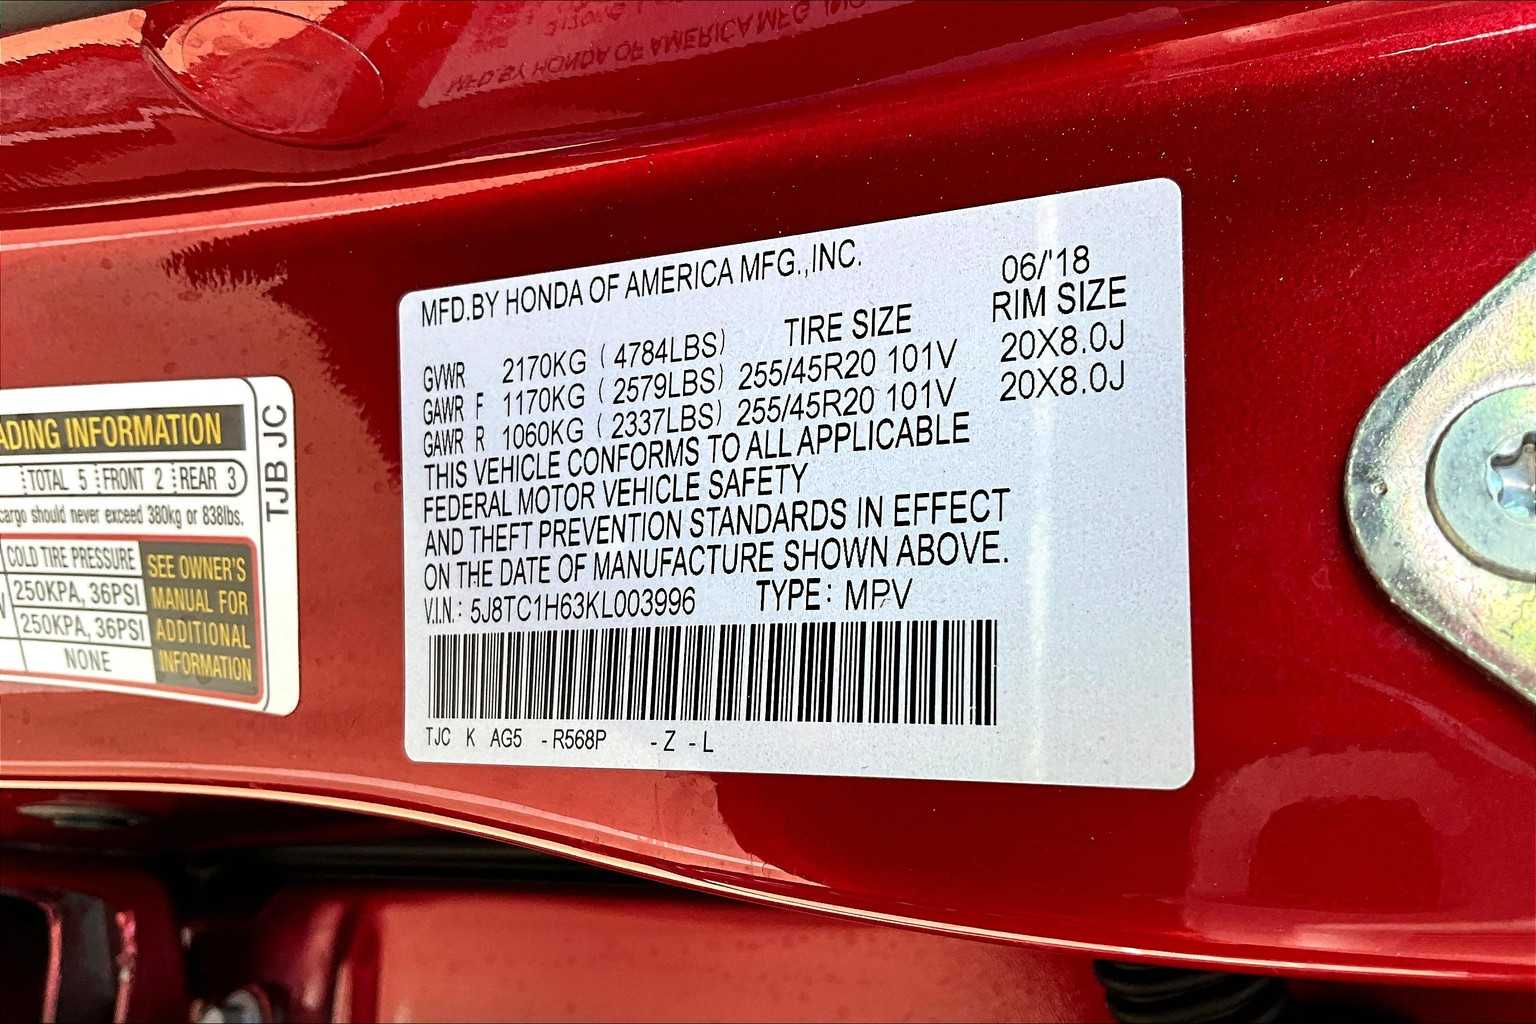 MFD.BY HONDA OF AMERICA MFG.,INC. 06/'18
TIRE SIZE RIM SIZE
GVWR 2170KG ( 4784LBS)
GAWR F 1170KG ( 2579LBS) 255/45R20 101V 20X8.0J
GAWR R 1060KG ( 2337LBS) 255/45R20 101V 20X8.0J
THIS VEHICLE CONFORMS TO ALL APPLICABLE
FEDERAL MOTOR VEHICLE SAFETY
AND THEFT PREVENTION STANDARDS IN EFFECT
ON THE DATE OF MANUFACTURE SHOWN ABOVE.
V.I.N.: 5J8TC1H63KL003996 TYPE: MPV
TJC K AG5 -R568P -Z -L
INFORMATION
TOTAL 5 FRONT 2 REAR 3
cargo should never exceed 380kg or 838lbs.
COLD TIRE PRESSURE
250KPA, 36PSI
250KPA, 36PSI
NONE
SEE OWNER'S
MANUAL FOR
ADDITIONAL
INFORMATION
TJB JC